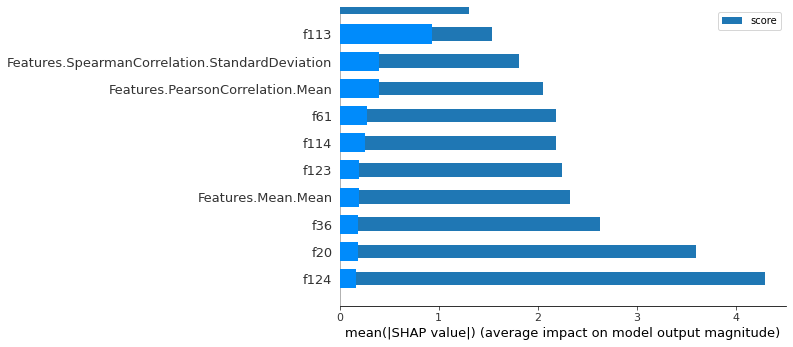 score
f113
Features.SpearmanCorrelation.StandardDeviation
Features.PearsonCorrelation.Mean
f61
f114
f123
Features.Mean.Mean
f36
f20
f124
0 1 2 3 4
mean(|SHAP value|) (average impact on model output magnitude)